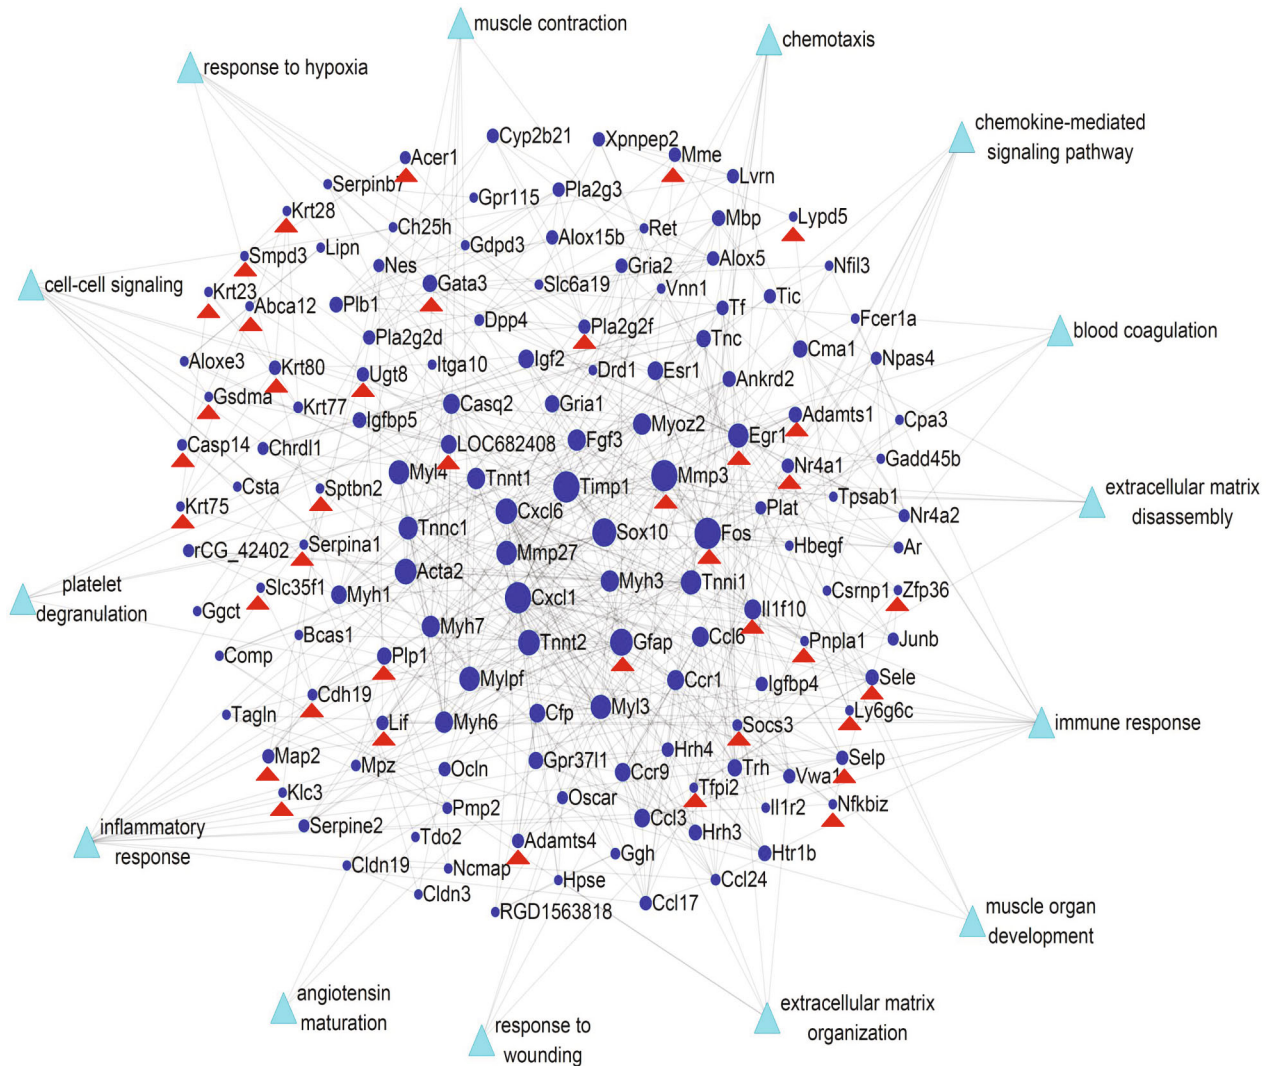 muscle contraction
chemotaxis
response to hypoxia
chemokine-mediated
signaling pathway
Cyp2b21
Xpnpep2
Acer1
Mme
Serpinb7
Gpr115
Pla2g3
Lvrn
Krt28
Ch25h
Ret
Mbp
Lypd5
Smpd3
Lipn
Gdpd3
Alox15b
Nes
Gria2
Alox5
Nfil3
cell-cell signaling
Krt23
Abca12
Plb1
Gata3
Slc6a19
Vnn1
Tf
Tic
Dpp4
Pla2g2f
Fcer1a
blood coagulation
Pla2g2d
Tnc
Cma1
Npas4
Aloxe3
Krt80
Ugt8
Itga10
Igf2
Drd1
Esr1
Ankrd2
Gsdma
Krt77
Igfbp5
Casq2
Gria1
Myoz2
Adamts1
Cpa3
Casp14
Chrdl1
LOC682408
Fgf3
Egr1
Gadd45b
Csta
Sptbn2
Myl4
Tnnt1
Timp1
Mmp3
Nr4a1
Tpsab1
extracellular matrix
disassembly
Krt75
Tnnc1
Cxcl6
Sox10
Fos
Plat
Nr4a2
rCG_42402
Serpina1
Mmp27
Hbegf
Ar
platelet
degranulation
Slc35f1
Acta2
Myh3
Tnni1
Csrnp1
Zfp36
Ggct
Myh1
Cxcl1
Il1f10
Bcas1
Myh7
Tnnt2
Gfap
Ccl6
Pnpla1
Junb
Comp
Plp1
Mylpf
Ccr1
Igfbp4
Sele
Cdh19
Tagln
Lif
Myh6
Cfp
Myl3
Socs3
Ly6g6c
immune response
Map2
Mpz
Ocln
Gpr37l1
Ccr9
Hrh4
Trh
Vwa1
Selp
Klc3
Pmp2
Oscar
Tfpi2
Il1r2
Nfkbiz
inflammatory
response
Serpine2
Tdo2
Adamts4
Ccl3
Hrh3
Cldn19
Ncmap
Ggh
Htr1b
Cldn3
Hpse
Ccl24
RGD1563818
Ccl17
muscle organ
development
angiotensin
maturation
response to
wounding
extracellular matrix
organization